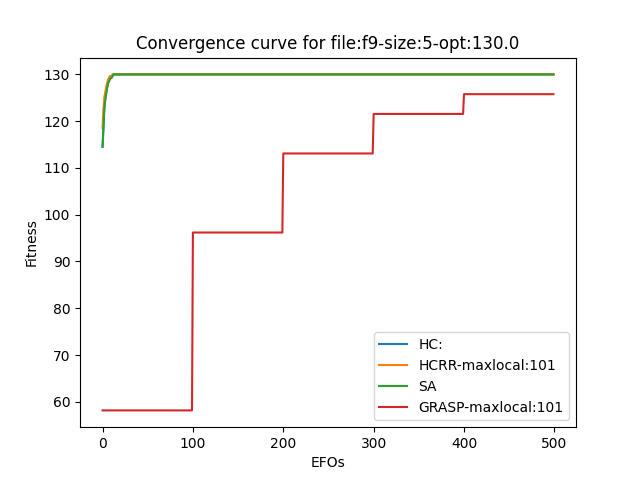 Convergence curve for file:f9-size:5-opt:130.0
130
120
110
100
90
80
70
60
Fitness
0 100 200 300 400 500
EFOs
HC:
HCRR-maxlocal:101
SA
GRASP-maxlocal:101